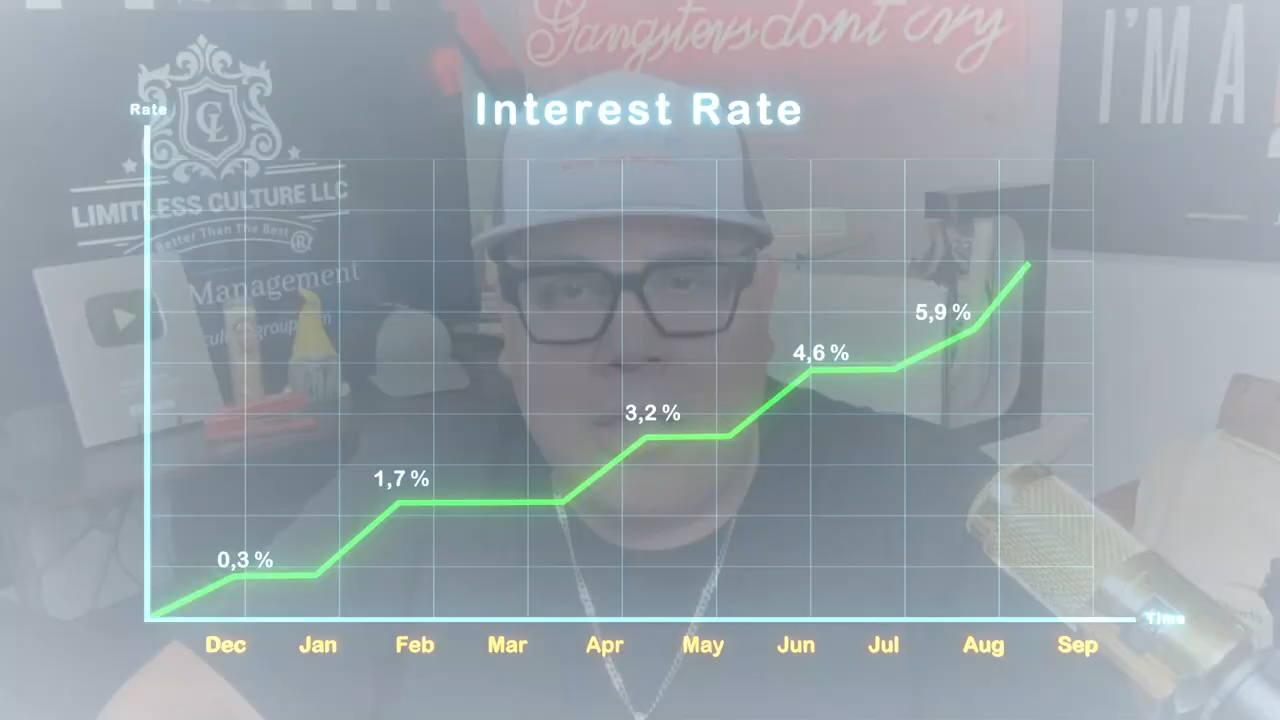 Gangsters dont cry
I'M A
Rate
Interest Rate
CL
LIMITLESS CULTURE LLC
Better Than The Best ®
Management
5,9 %
4,6 %
3,2 %
1,7 %
0,3 %
Time
Dec Jan Feb Mar Apr May Jun Jul Aug Sep